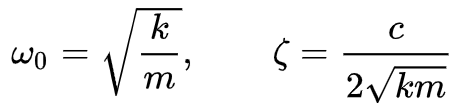 ω₀ = √(k/m),  ζ = c/(2√(km))